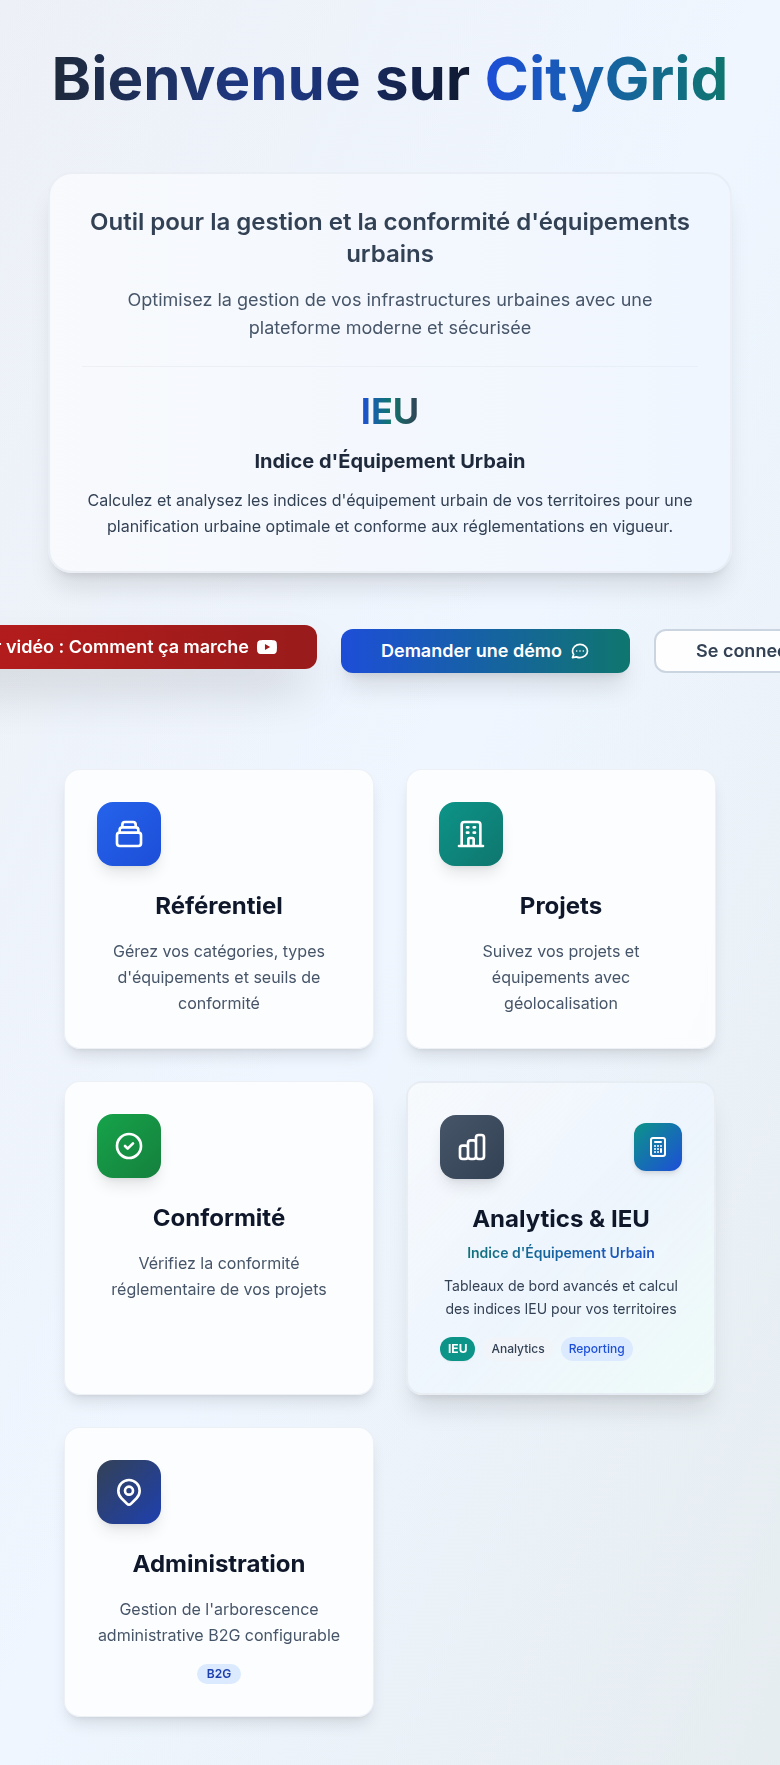 Bienvenue sur CityGrid
Outil pour la gestion et la conformité d'équipements
urbains
Optimisez la gestion de vos infrastructures urbaines avec une
plateforme moderne et sécurisée
IEU
Indice d'Équipement Urbain
Calculez et analysez les indices d'équipement urbain de vos territoires pour une
planification urbaine optimale et conforme aux réglementations en vigueur.
vidéo : Comment ça marche
Demander une démo
Se connec
Référentiel
Gérez vos catégories, types
d'équipements et seuils de
conformité
Projets
Suivez vos projets et
équipements avec
géolocalisation
Conformité
Vérifiez la conformité
réglementaire de vos projets
Analytics & IEU
Indice d'Équipement Urbain
Tableaux de bord avancés et calcul
des indices IEU pour vos territoires
IEU Analytics Reporting
Administration
Gestion de l'arborescence
administrative B2G configurable
B2G